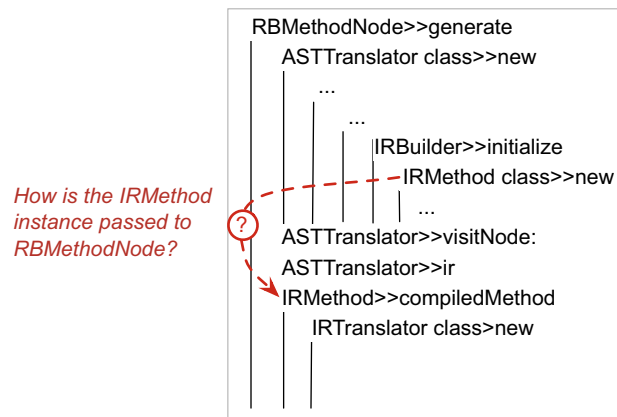 RBMethodNode>>generate
ASTTranslator class>>new
...
...
IRBuilder>>initialize
IRMethod class>>new
...
How is the IRMethod
instance passed to
RBMethodNode?
?
ASTTranslator>>visitNode:
ASTTranslator>>ir
IRMethod>>compiledMethod
IRTranslator class>new